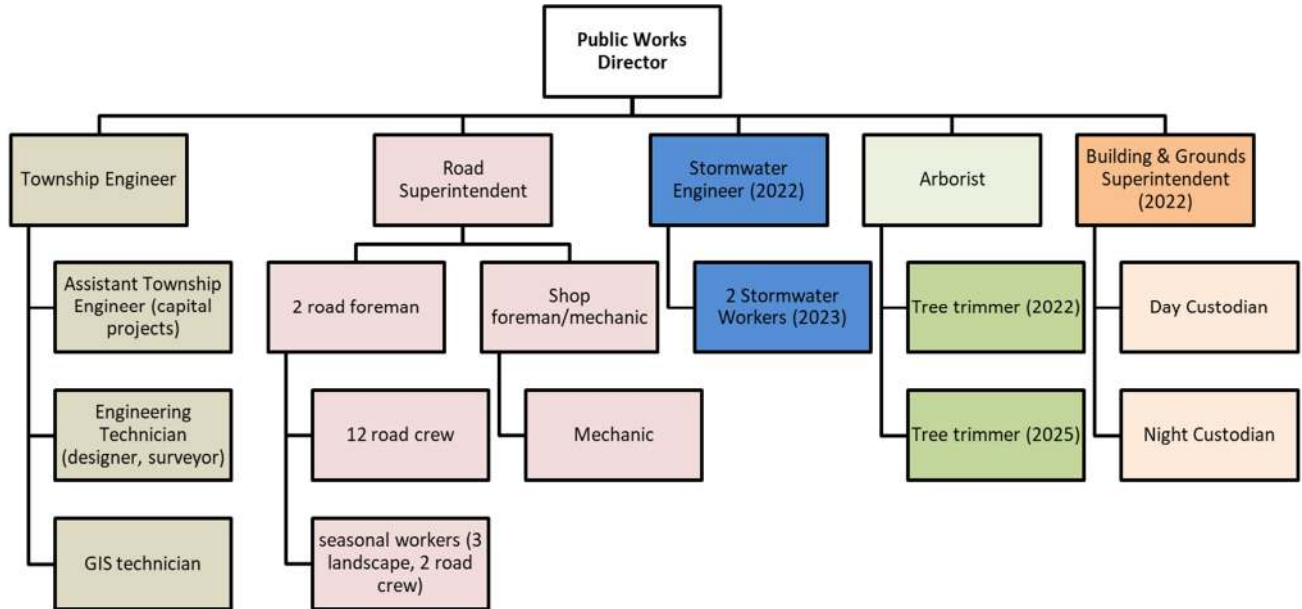 Public Works
Director
Township Engineer
Road
Superintendent
Stormwater
Engineer (2022)
Arborist
Building & Grounds
Superintendent
(2022)
Assistant Township
Engineer (capital
projects)
2 road foreman
Shop
foreman/mechanic
2 Stormwater
Workers (2023)
Tree trimmer (2022)
Day Custodian
Engineering
Technician
(designer, surveyor)
12 road crew
Mechanic
Tree trimmer (2025)
Night Custodian
GIS technician
seasonal workers (3
landscape, 2 road
crew)